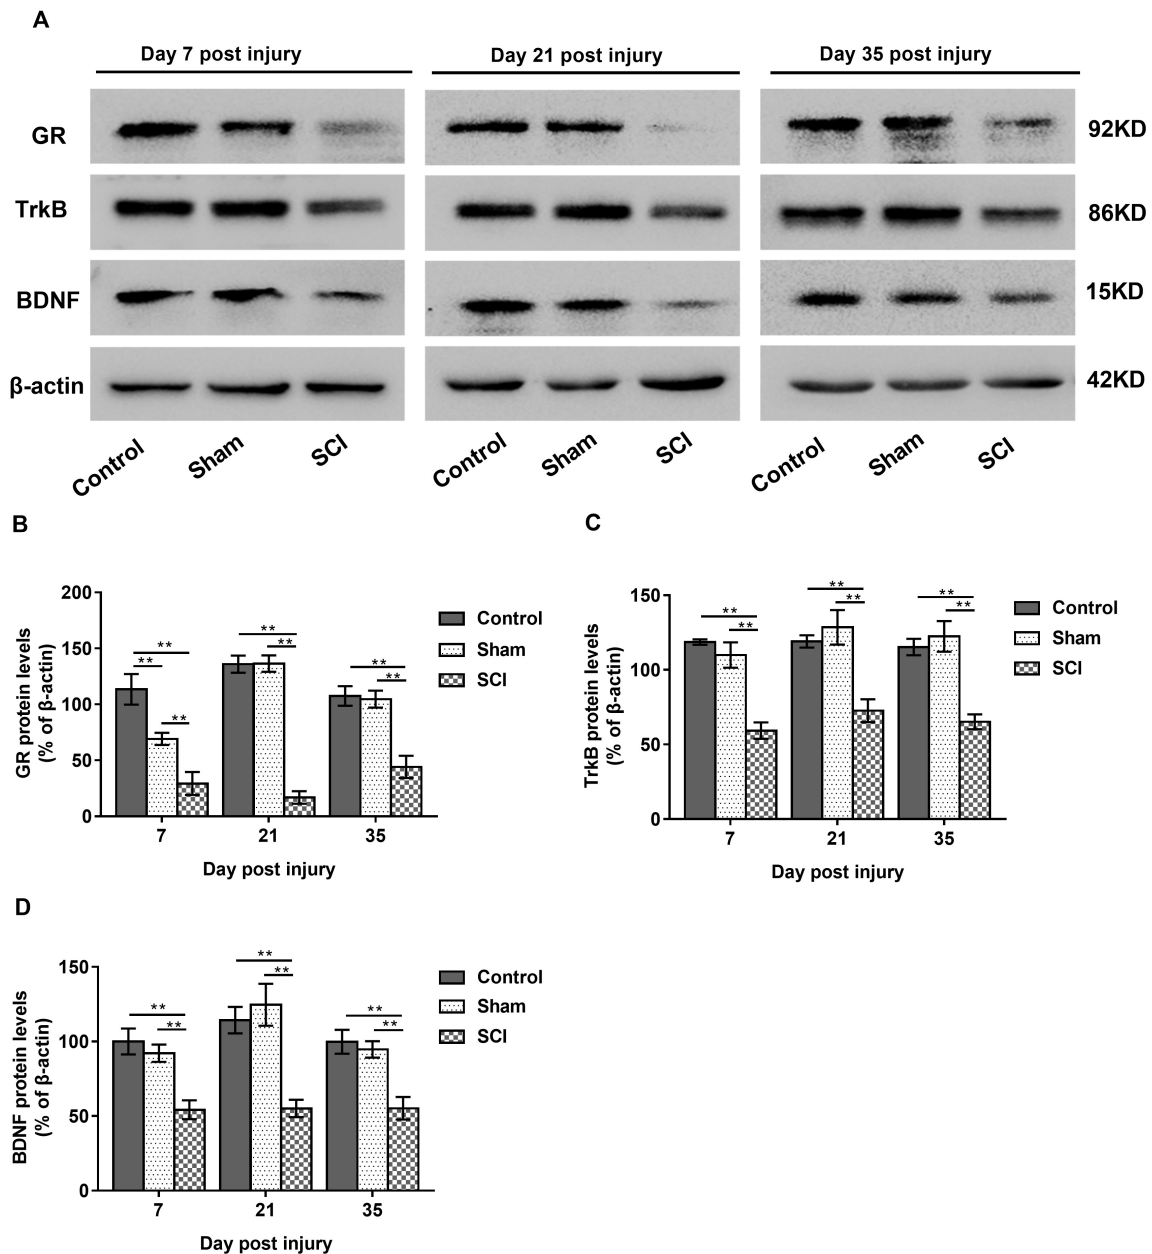 A
Day 7 post injury
Day 21 post injury
Day 35 post injury
GR
92KD
TrkB
86KD
BDNF
15KD
β-actin
42KD
Control
Sham
SCI
Control
Sham
SCI
Control
Sham
SCI
B
GR protein levels
(% of β-actin)
200
150
100
50
0
**
**
**
**
**
**
**
7
21
35
Day post injury
Control
Sham
SCI
C
TrkB protein levels
(% of β-actin)
150
100
50
0
**
**
**
**
**
**
7
21
35
Day post injury
Control
Sham
SCI
D
BDNF protein levels
(% of β-actin)
150
100
50
0
**
**
**
**
**
**
7
21
35
Day post injury
Control
Sham
SCI